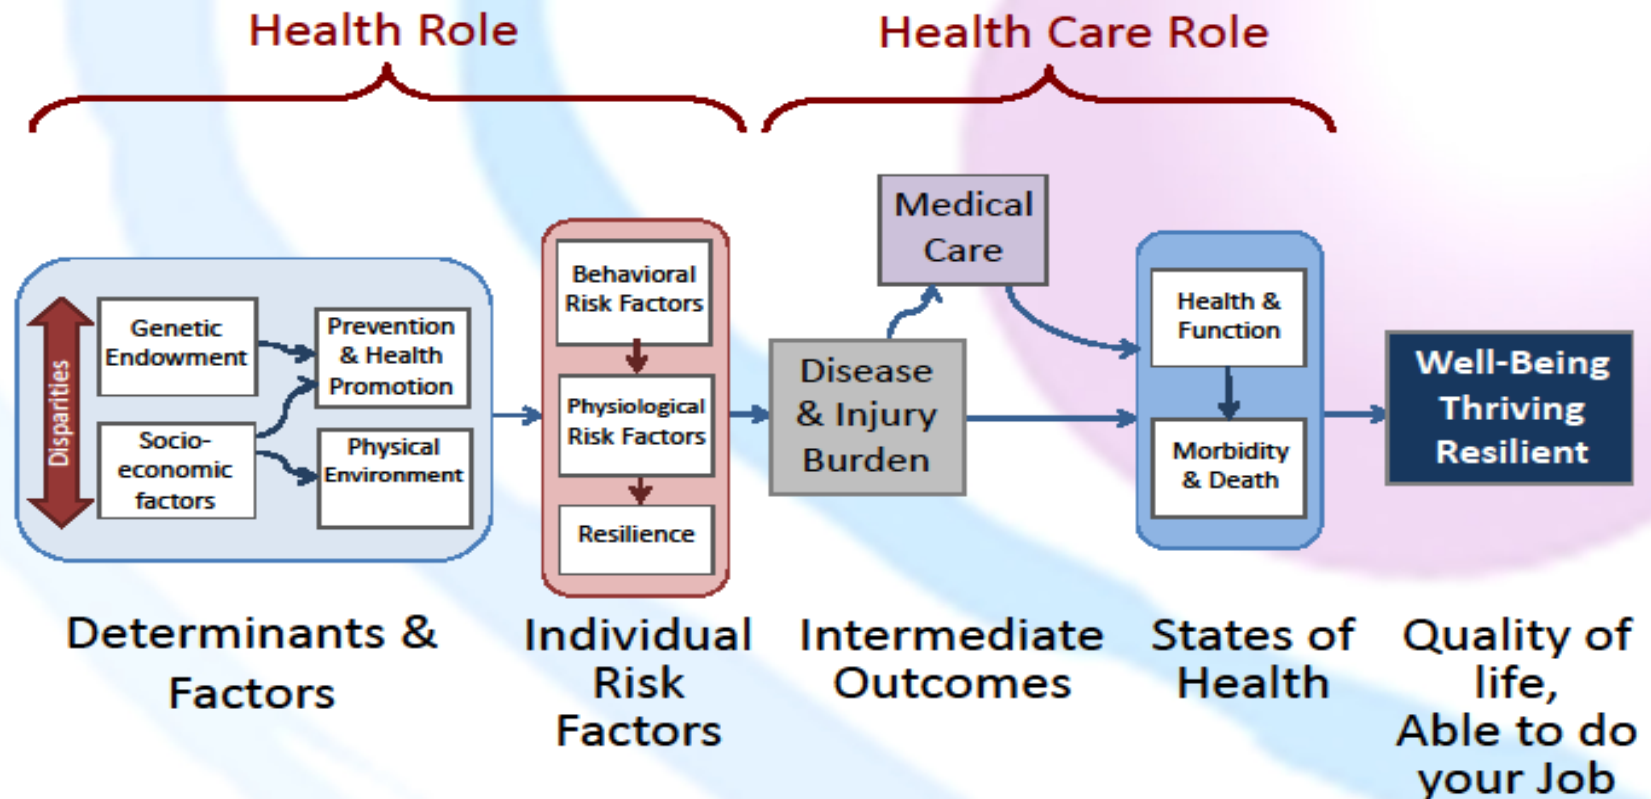 Health Role
Health Care Role
Disparities
Genetic
Endowment
Socio-
economic
factors
Prevention
& Health
Promotion
Physical
Environment
Behavioral
Risk Factors
Physiological
Risk Factors
Resilience
Medical
Care
Disease
& Injury
Burden
Health &
Function
Morbidity
& Death
Well-Being
Thriving
Resilient
Determinants &
Factors
Individual
Risk
Factors
Intermediate
Outcomes
States of
Health
Quality of
life,
Able to do
your Job